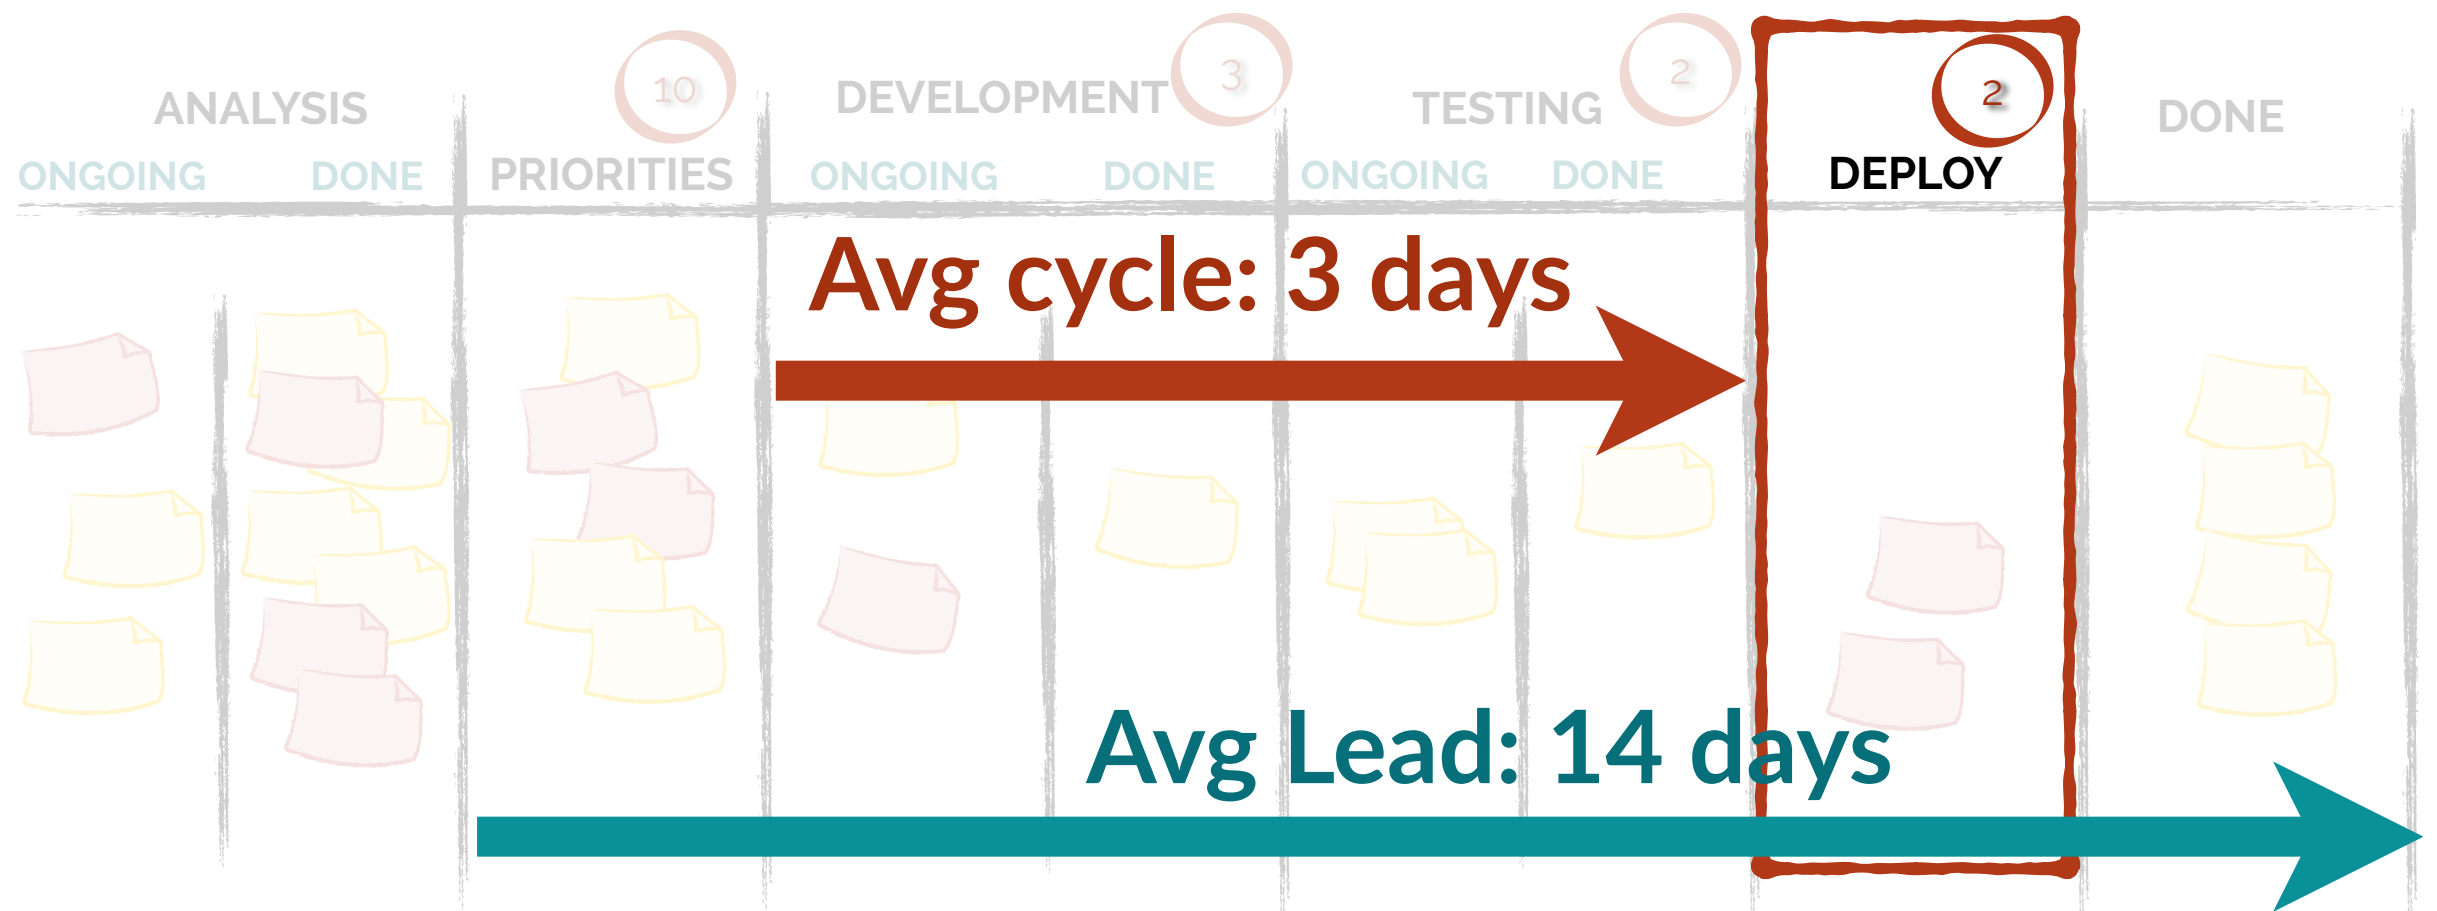 ANALYSIS
ONGOING
DONE
10
PRIORITIES
DEVELOPMENT
3
ONGOING
DONE
TESTING
2
ONGOING
DONE
2
DEPLOY
DONE
Avg cycle: 3 days
Avg Lead: 14 days